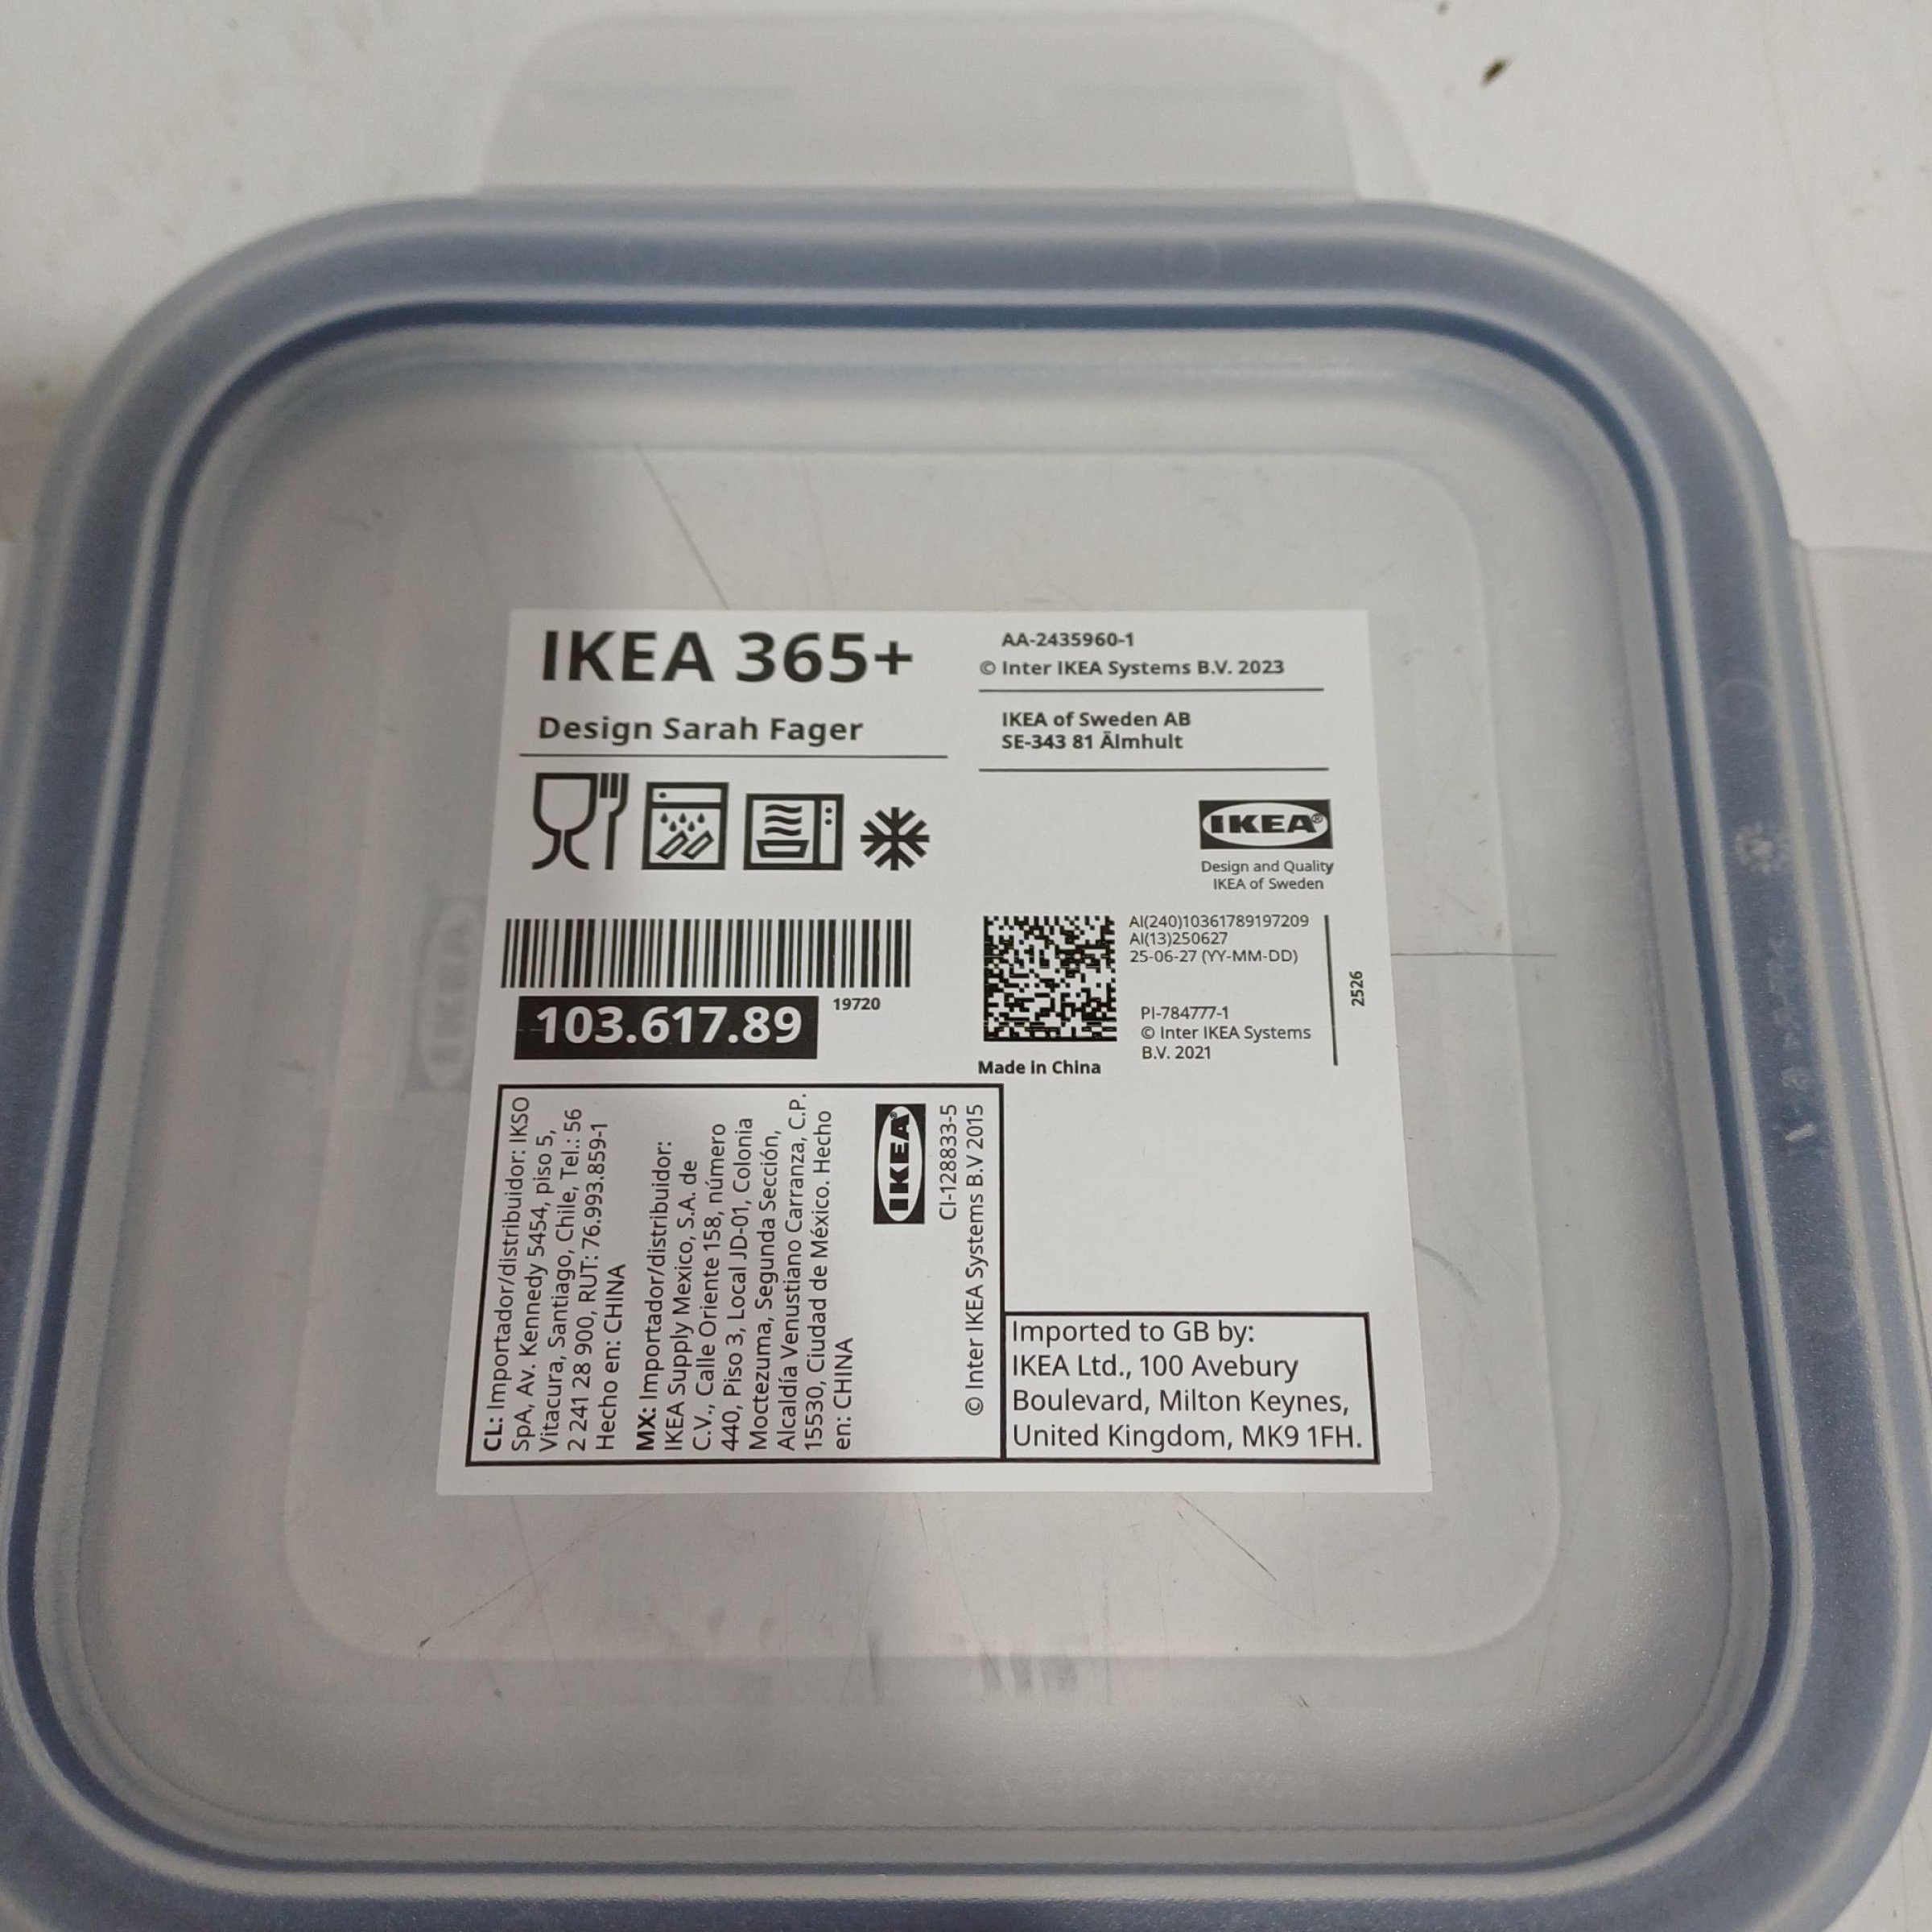 IKEA 365+
Design Sarah Fager
AA-2435960-1
© Inter IKEA Systems B.V. 2023
IKEA of Sweden AB
SE-343 81 Älmhult
IKEA®
Design and Quality
IKEA of Sweden
19720
103.617.89
AI(240)10361789197209
AI(13)250627
25-06-27 (YY-MM-DD)
PI-784777-1
© Inter IKEA Systems
B.V. 2021
2526
Made in China
CL: Importador/distribuidor: IKSO
SpA, Av. Kennedy 5454, piso 5,
Vitacura, Santiago, Chile, Tel.: 56
2 241 28 900, RUT: 76.993.859-1
Hecho en: CHINA
MX: Importador/distribuidor:
IKEA Supply Mexico, S.A. de
C.V., Calle Oriente 158, número
440, Piso 3, Local JD-01, Colonia
Moctezuma, Segunda Sección,
Alcaldía Venustiano Carranza, C.P.
15530, Ciudad de México. Hecho
en: CHINA
IKEA®
CI-128833-5
© Inter IKEA Systems B.V 2015
Imported to GB by:
IKEA Ltd., 100 Avebury
Boulevard, Milton Keynes,
United Kingdom, MK9 1FH.
IKEA